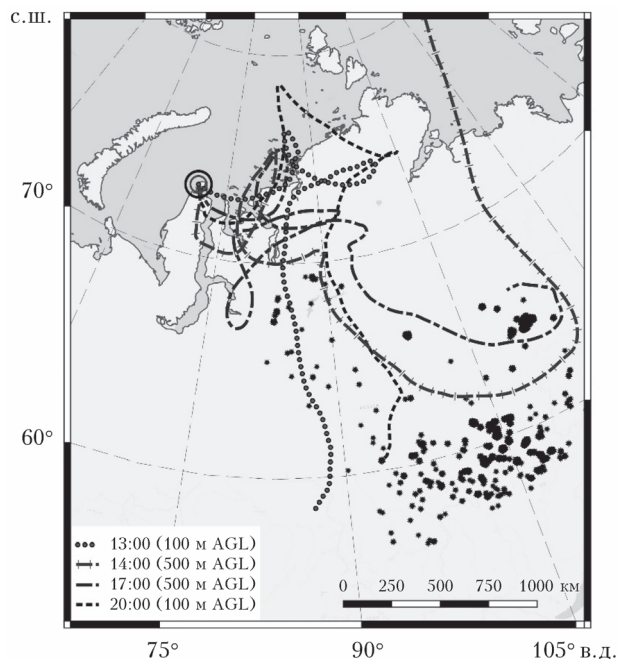 с.ш.
70°
60°
13:00 (100 м AGL)
14:00 (500 м AGL)
17:00 (500 м AGL)
20:00 (100 м AGL)
0 250 500 750 1000 км
75° 90° 105° в.д.